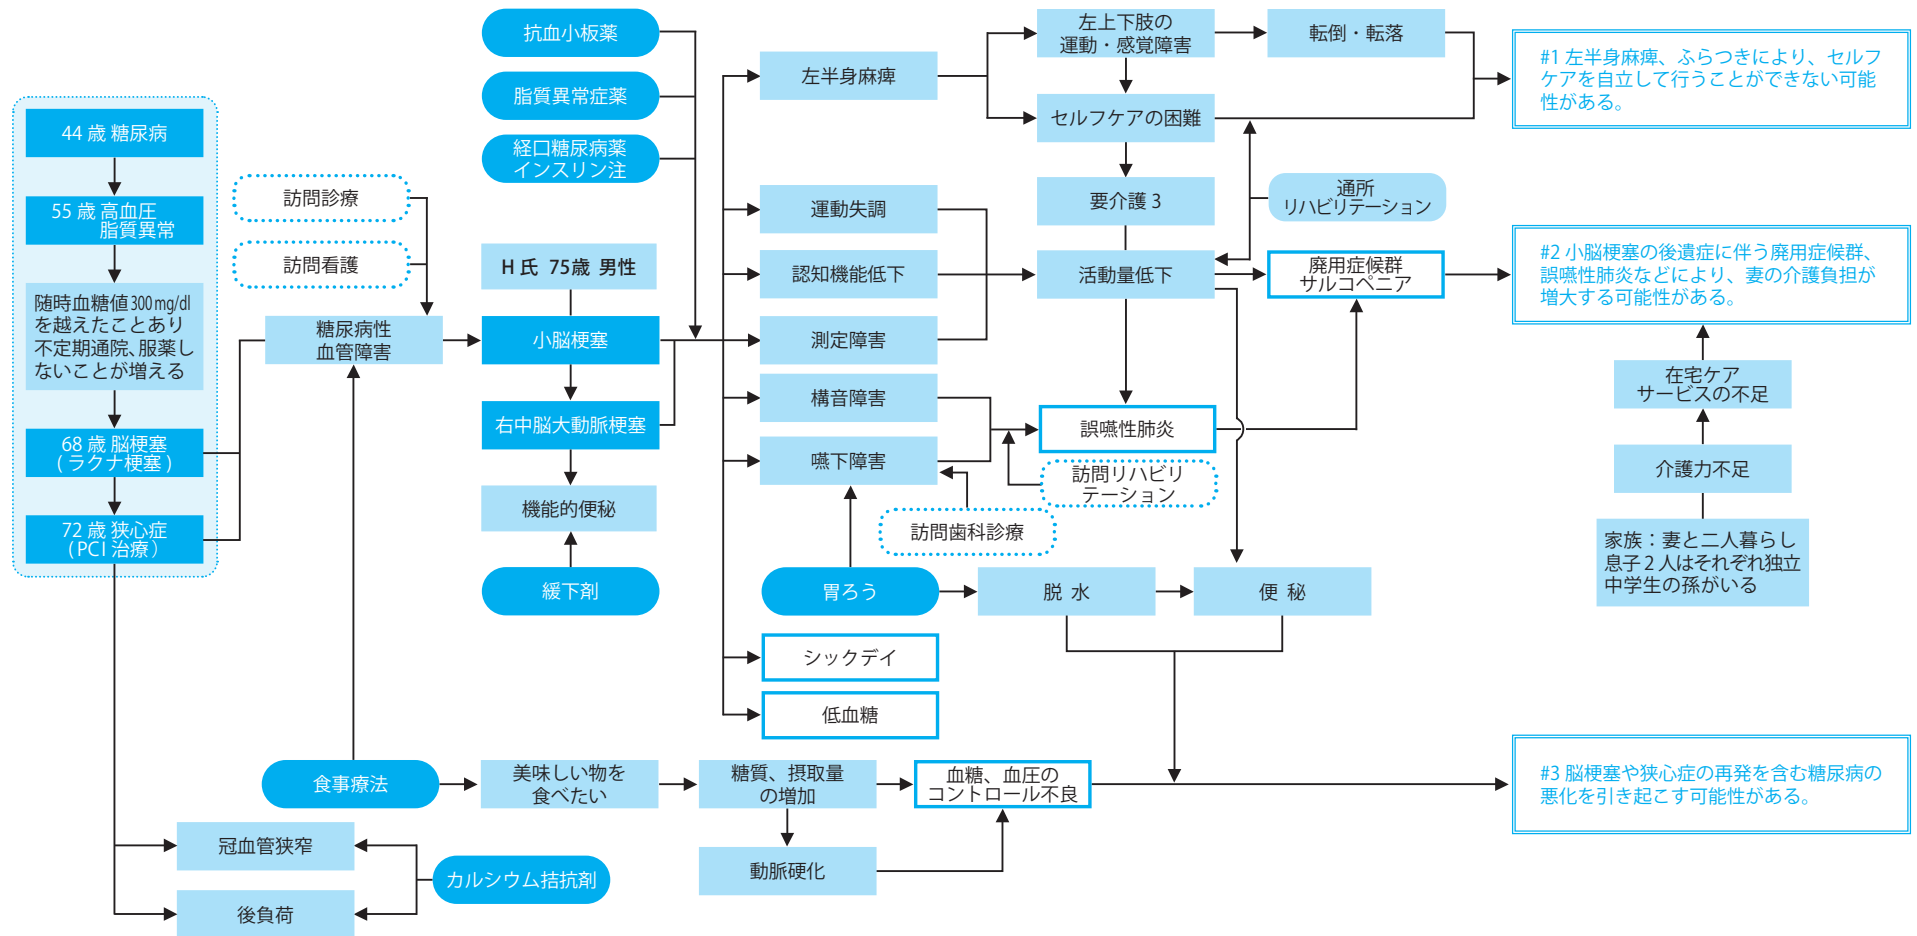 44 歳 糖尿病
55 歳 高血圧
脂質異常
随時血糖値300mg/dl
を越えたことあり
不定期通院、服薬し
ないことが増える
68 歳 脳梗塞
( ラクナ梗塞 )
72 歳 狭心症
(PCI 治療）
訪問診療
訪問看護
糖尿病性
血管障害
抗血小板薬
脂質異常症薬
経口糖尿病薬
インスリン注
H 氏 75歳 男性
小脳梗塞
右中脳大動脈梗塞
機能的便秘
緩下剤
左半身麻痺
運動失調
認知機能低下
測定障害
構音障害
嚥下障害
訪問歯科診療
胃ろう
シックデイ
低血糖
左上下肢の
運動・感覚障害
転倒・転落
セルフケアの困難
要介護 3
通所
リハビリテーション
活動量低下
廃用症候群
サルコペニア
誤嚥性肺炎
訪問リハビリ
テーション
脱 水
便 秘
食事療法
美味しい物を
食べたい
糖質、摂取量
の増加
血糖、血圧の
コントロール不良
動脈硬化
冠血管狭窄
後負荷
カルシウム拮抗剤
#1 左半身麻痺、ふらつきにより、セルフ
ケアを自立して行うことができない可能
性がある。
#2 小脳梗塞の後遺症に伴う廃用症候群、
誤嚥性肺炎などにより、妻の介護負担が
増大する可能性がある。
在宅ケア
サービスの不足
介護力不足
家族：妻と二人暮らし
息子 2 人はそれぞれ独立
中学生の孫がいる
#3 脳梗塞や狭心症の再発を含む糖尿病の
悪化を引き起こす可能性がある。